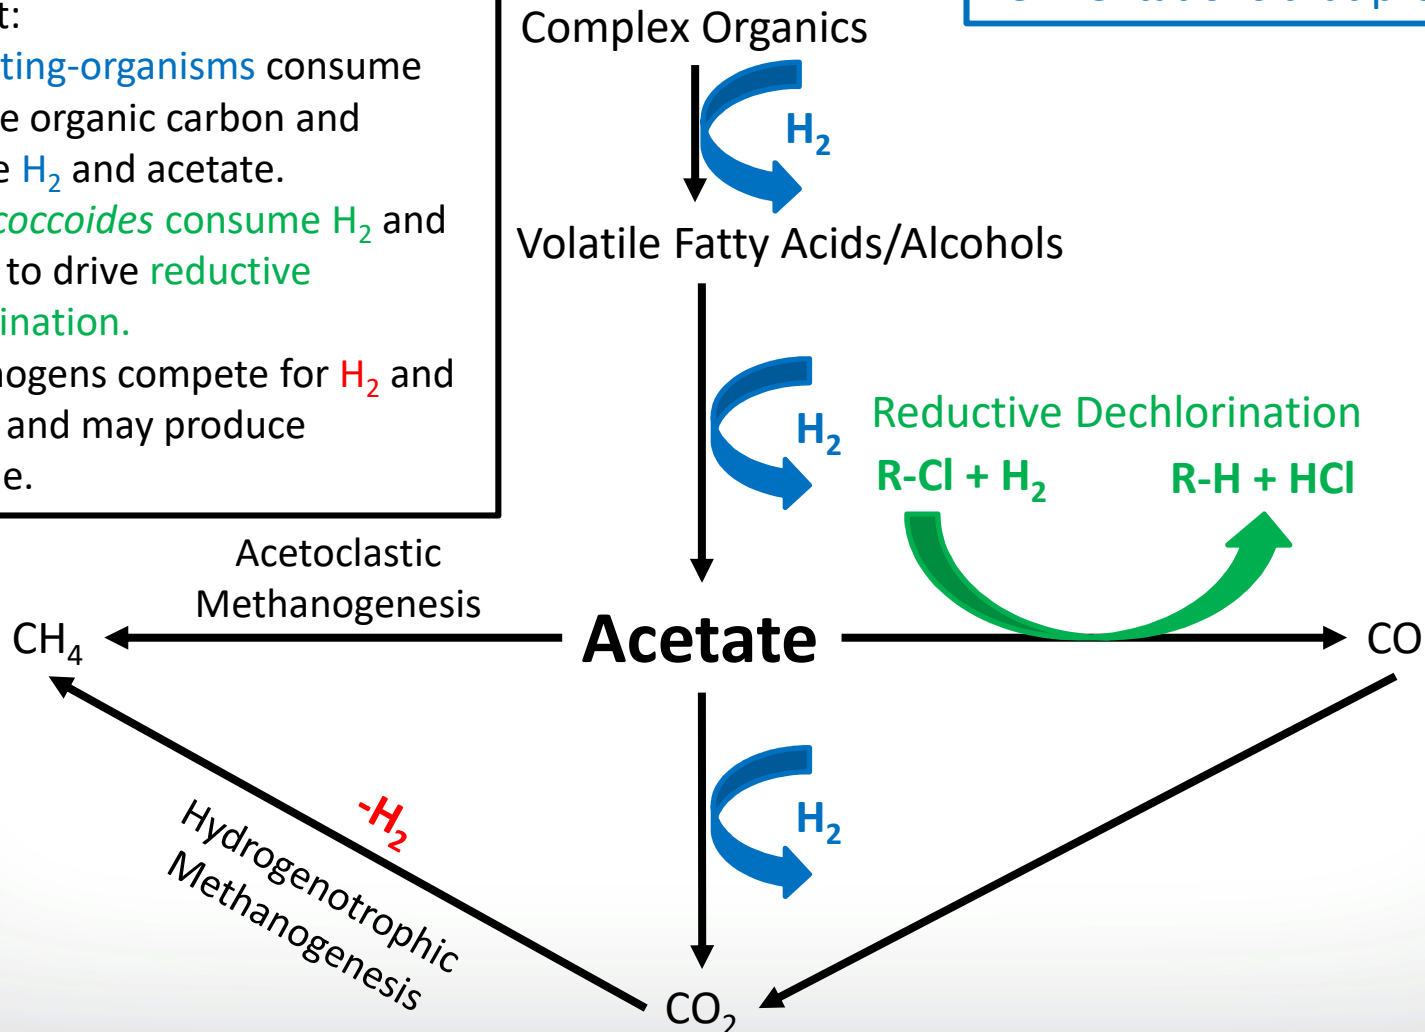 t:
ting-organisms consume
e organic carbon and
e H₂ and acetate.
coccoides consume H₂ and
to drive reductive
ination.
nogens compete for H₂ and
and may produce
e.
Complex Organics
H₂
Volatile Fatty Acids/Alcohols
H₂
Reductive Dechlorination
R-Cl + H₂
R-H + HCl
Acetoclastic
Methanogenesis
CH₄
Acetate
CO
-H₂
Hydrogenotrophic
Methanogenesis
H₂
CO₂